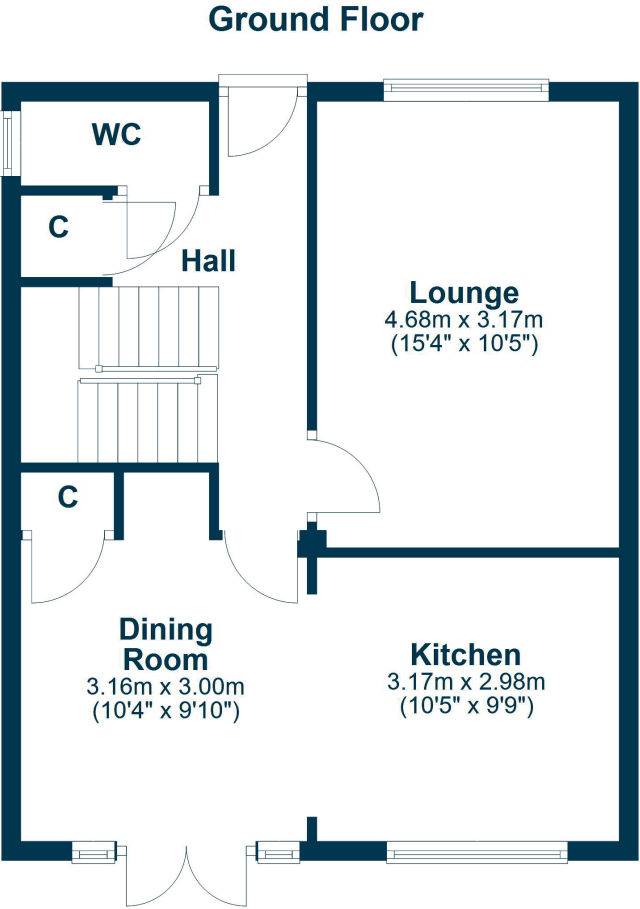 Ground Floor
WC
C
Hall
Lounge
4.68m x 3.17m
(15'4" x 10'5")
C
Dining
Room
3.16m x 3.00m
(10'4" x 9'10")
Kitchen
3.17m x 2.98m
(10'5" x 9'9")